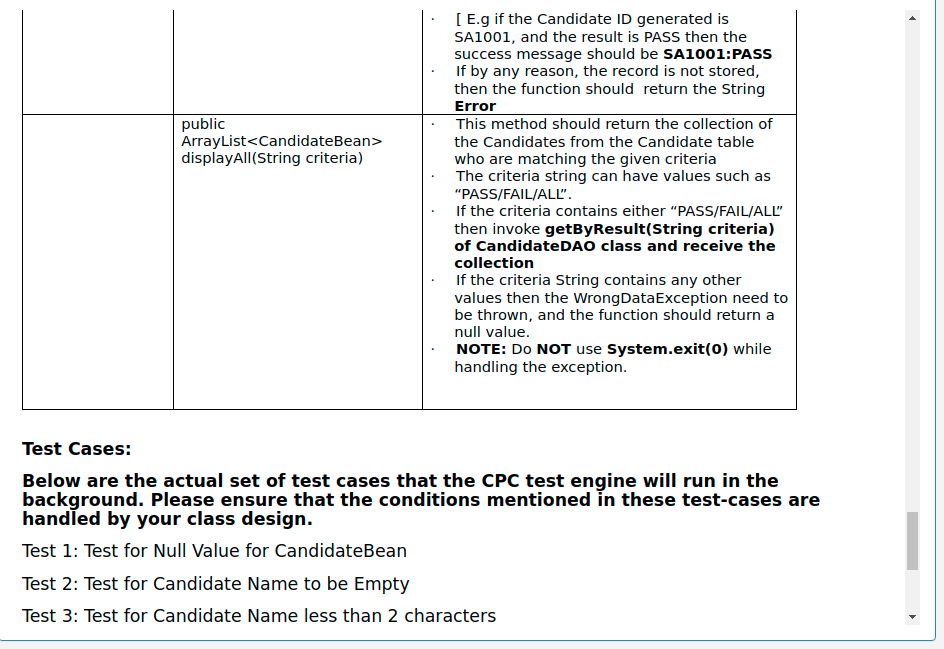 · [ E.g if the Candidate ID generated is
SA1001, and the result is PASS then the
success message should be SA1001:PASS
· If by any reason, the record is not stored,
then the function should return the String
Error
public
ArrayList<CandidateBean>
displayAll(String criteria)
· This method should return the collection of
the Candidates from the Candidate table
who are matching the given criteria
· The criteria string can have values such as
“PASS/FAIL/ALL”.
· If the criteria contains either “PASS/FAIL/ALL”
then invoke getByResult(String criteria)
of CandidateDAO class and receive the
collection
· If the criteria String contains any other
values then the WrongDataException need to
be thrown, and the function should return a
null value.
· NOTE: Do NOT use System.exit(0) while
handling the exception.
Test Cases:
Below are the actual set of test cases that the CPC test engine will run in the
background. Please ensure that the conditions mentioned in these test-cases are
handled by your class design.
Test 1: Test for Null Value for CandidateBean
Test 2: Test for Candidate Name to be Empty
Test 3: Test for Candidate Name less than 2 characters